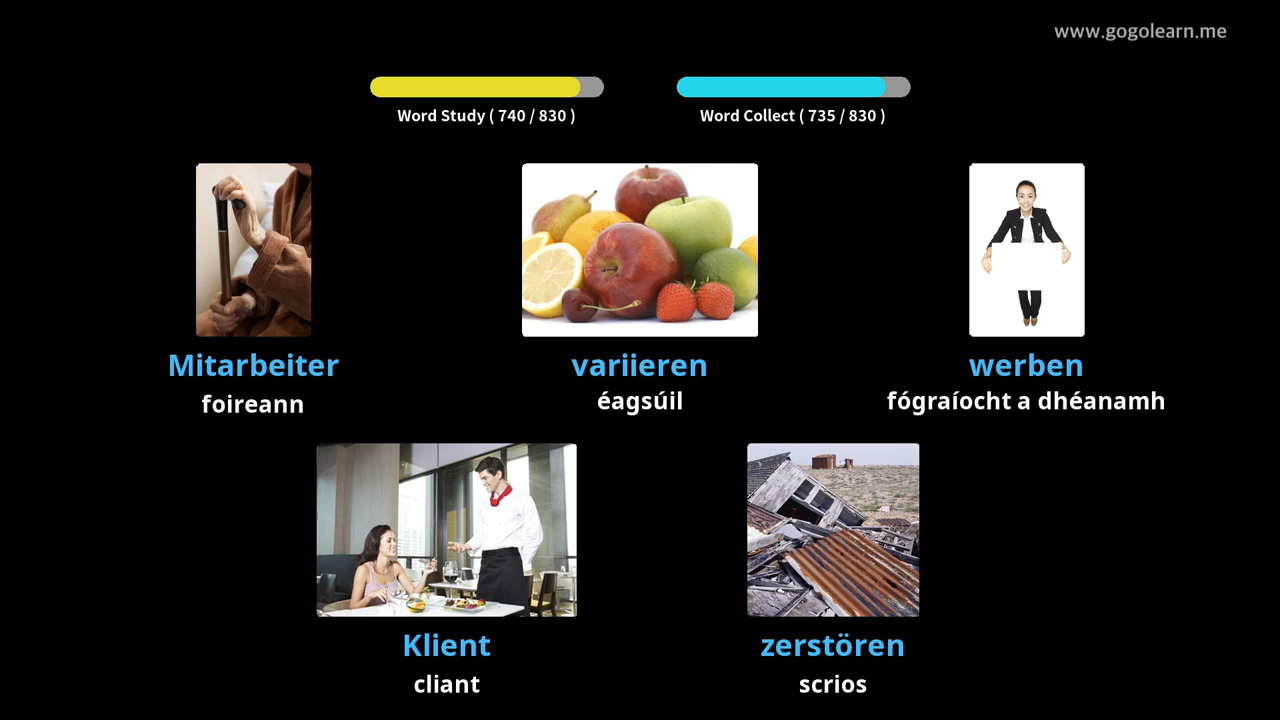 www.gogolearn.me
Word Study ( 740 / 830 )
Word Collect ( 735 / 830 )
Mitarbeiter
foireann
variieren
éagsúil
werben
fógraíocht a dhéanamh
Klient
cliant
zerstören
scrios